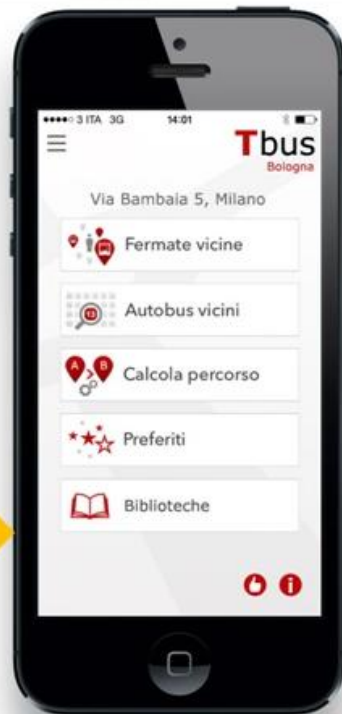 3 ITA 3G 14:01
Tbus
Bologna
Via Bambaia 5, Milano
Fermate vicine
13
Autobus vicini
A > B
Calcola percorso
Preferiti
Biblioteche
i